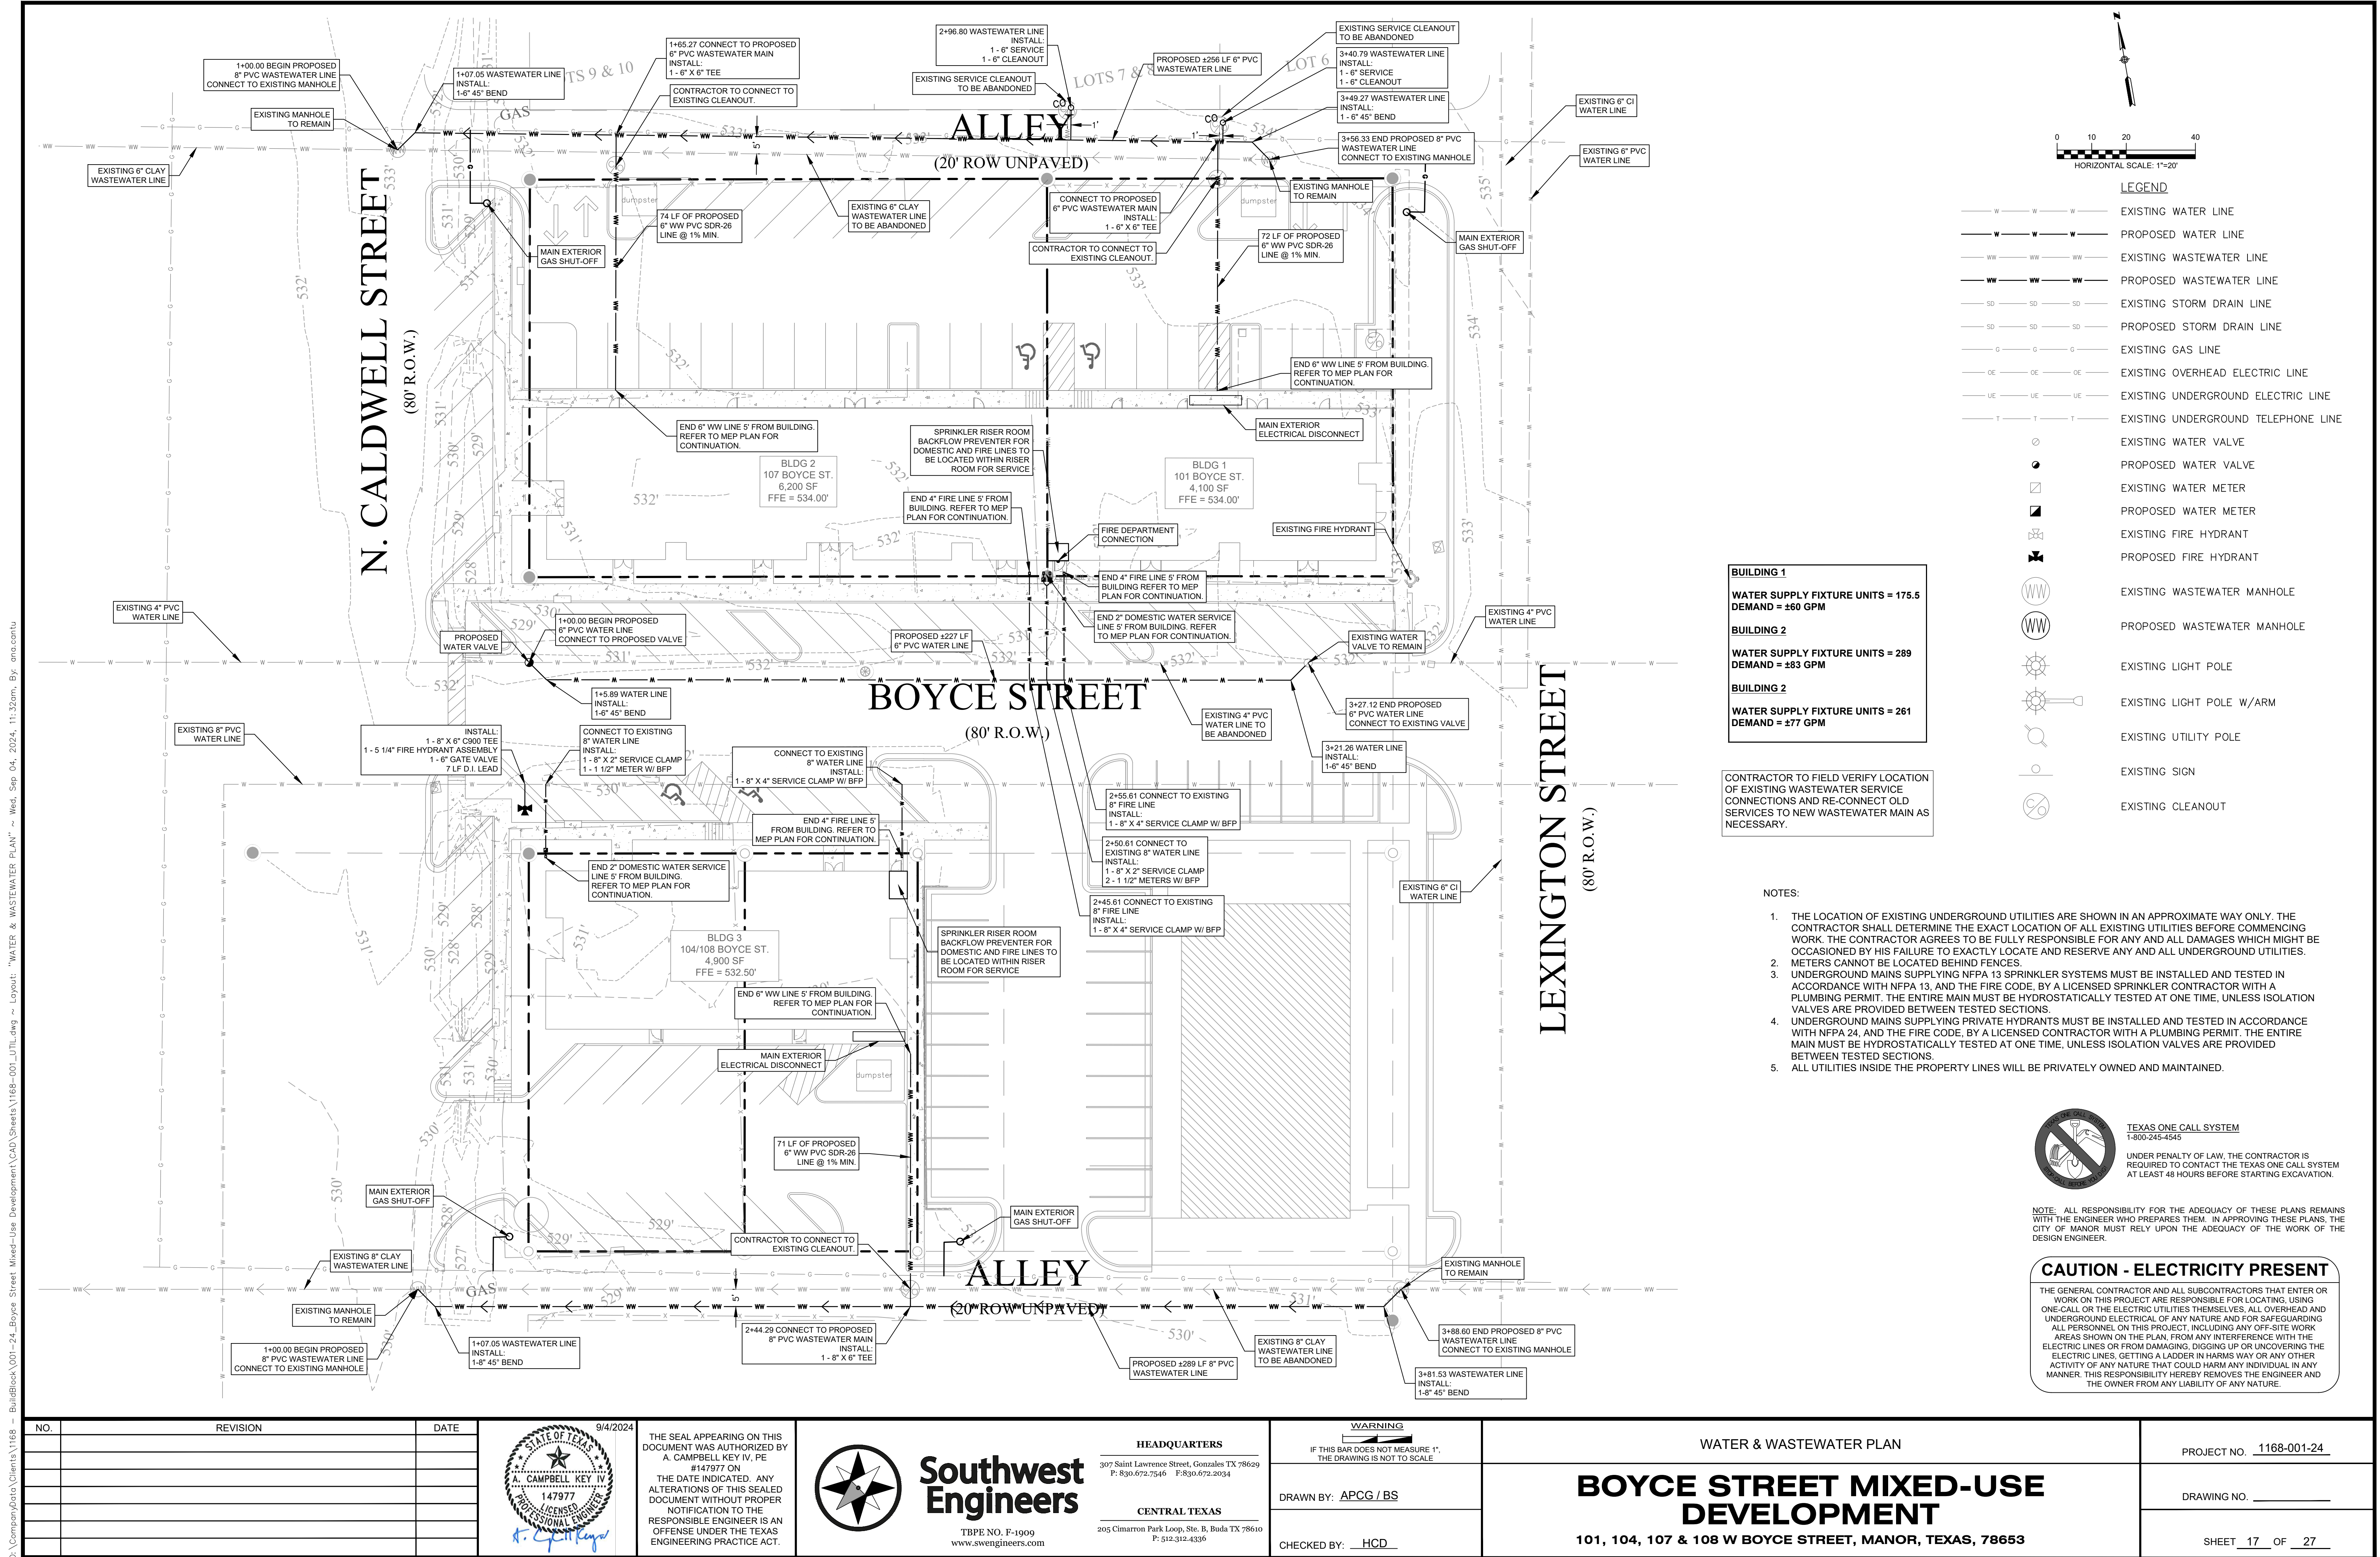 1+00.00 BEGIN PROPOSED
8" PVC WASTEWATER LINE
CONNECT TO EXISTING MANHOLE
1+07.05 WASTEWATER LINE
INSTALL:
1-6" 45° BEND
EXISTING MANHOLE
TO REMAIN
EXISTING 6" CLAY
WASTEWATER LINE
LOTS 9 & 10
1+65.27 CONNECT TO PROPOSED
6" PVC WASTEWATER MAIN
INSTALL:
1 - 6" X 6" TEE
CONTRACTOR TO CONNECT TO
EXISTING CLEANOUT.
2+96.80 WASTEWATER LINE
INSTALL:
1 - 6" SERVICE
1 - 6" CLEANOUT
EXISTING SERVICE CLEANOUT
TO BE ABANDONED
LOTS 7 & 8
PROPOSED ±256 LF 6" PVC
WASTEWATER LINE
LOT 6
EXISTING SERVICE CLEANOUT
TO BE ABANDONED
3+40.79 WASTEWATER LINE
INSTALL:
1 - 6" SERVICE
1 - 6" CLEANOUT
3+49.27 WASTEWATER LINE
INSTALL:
1 - 6" 45° BEND
3+56.33 END PROPOSED 8" PVC
WASTEWATER LINE
CONNECT TO EXISTING MANHOLE
EXISTING 6" CI
WATER LINE
EXISTING 6" PVC
WATER LINE
GAS
CO
CO
1'
1'
5'
ALLEY
(20' ROW UNPAVED)
EXISTING MANHOLE
TO REMAIN
dumpster
dumpster
74 LF OF PROPOSED
6" WW PVC SDR-26
LINE @ 1% MIN.
EXISTING 6" CLAY
WASTEWATER LINE
TO BE ABANDONED
CONNECT TO PROPOSED
6" PVC WASTEWATER MAIN
INSTALL:
1 - 6" X 6" TEE
CONTRACTOR TO CONNECT TO
EXISTING CLEANOUT.
72 LF OF PROPOSED
6" WW PVC SDR-26
LINE @ 1% MIN.
MAIN EXTERIOR
GAS SHUT-OFF
MAIN EXTERIOR
GAS SHUT-OFF
N. CALDWELL STREET
(80' R.O.W.)
END 6" WW LINE 5' FROM BUILDING.
REFER TO MEP PLAN FOR
CONTINUATION.
END 6" WW LINE 5' FROM BUILDING.
REFER TO MEP PLAN FOR
CONTINUATION.
MAIN EXTERIOR
ELECTRICAL DISCONNECT
SPRINKLER RISER ROOM
BACKFLOW PREVENTER FOR
DOMESTIC AND FIRE LINES TO
BE LOCATED WITHIN RISER
ROOM FOR SERVICE
BLDG 2
107 BOYCE ST.
6,200 SF
FFE = 534.00'
BLDG 1
101 BOYCE ST.
4,100 SF
FFE = 534.00'
END 4" FIRE LINE 5' FROM
BUILDING. REFER TO MEP
PLAN FOR CONTINUATION.
FIRE DEPARTMENT
CONNECTION
EXISTING FIRE HYDRANT
END 4" FIRE LINE 5' FROM
BUILDING REFER TO MEP
PLAN FOR CONTINUATION.
END 2" DOMESTIC WATER SERVICE
LINE 5' FROM BUILDING. REFER
TO MEP PLAN FOR CONTINUATION.
EXISTING 4" PVC
WATER LINE
PROPOSED
WATER VALVE
1+00.00 BEGIN PROPOSED
6" PVC WATER LINE
CONNECT TO PROPOSED VALVE
PROPOSED ±227 LF
6" PVC WATER LINE
EXISTING WATER
VALVE TO REMAIN
EXISTING 4" PVC
WATER LINE
1+5.89 WATER LINE
INSTALL:
1-6" 45° BEND
BOYCE STREET
(80' R.O.W.)
EXISTING 4" PVC
WATER LINE TO
BE ABANDONED
3+27.12 END PROPOSED
6" PVC WATER LINE
CONNECT TO EXISTING VALVE
3+21.26 WATER LINE
INSTALL:
1-6" 45° BEND
EXISTING 8" PVC
WATER LINE
INSTALL:
1 - 8" X 6" C900 TEE
1 - 5 1/4" FIRE HYDRANT ASSEMBLY
1 - 6" GATE VALVE
7 LF D.I. LEAD
CONNECT TO EXISTING
8" WATER LINE
INSTALL:
1 - 8" X 2" SERVICE CLAMP
1 - 1 1/2" METER W/ BFP
CONNECT TO EXISTING
8" WATER LINE
INSTALL:
1 - 8" X 4" SERVICE CLAMP W/ BFP
END 4" FIRE LINE 5'
FROM BUILDING. REFER TO
MEP PLAN FOR CONTINUATION.
2+55.61 CONNECT TO EXISTING
8" FIRE LINE
INSTALL:
1 - 8" X 4" SERVICE CLAMP W/ BFP
2+50.61 CONNECT TO
EXISTING 8" WATER LINE
INSTALL:
1 - 8" X 2" SERVICE CLAMP
2 - 1 1/2" METERS W/ BFP
2+45.61 CONNECT TO EXISTING
8" FIRE LINE
INSTALL:
1 - 8" X 4" SERVICE CLAMP W/ BFP
LEXINGTON STREET
(80' R.O.W.)
EXISTING 6" CI
WATER LINE
END 2" DOMESTIC WATER SERVICE
LINE 5' FROM BUILDING.
REFER TO MEP PLAN FOR
CONTINUATION.
BLDG 3
104/108 BOYCE ST.
4,900 SF
FFE = 532.50'
SPRINKLER RISER ROOM
BACKFLOW PREVENTER FOR
DOMESTIC AND FIRE LINES TO
BE LOCATED WITHIN RISER
ROOM FOR SERVICE
END 6" WW LINE 5' FROM BUILDING.
REFER TO MEP PLAN FOR
CONTINUATION.
MAIN EXTERIOR
ELECTRICAL DISCONNECT
dumpster
71 LF OF PROPOSED
6" WW PVC SDR-26
LINE @ 1% MIN.
MAIN EXTERIOR
GAS SHUT-OFF
MAIN EXTERIOR
GAS SHUT-OFF
CONTRACTOR TO CONNECT TO
EXISTING CLEANOUT.
EXISTING 8" CLAY
WASTEWATER LINE
GAS
5'
ALLEY
(20' ROW UNPAVED)
EXISTING MANHOLE
TO REMAIN
EXISTING MANHOLE
TO REMAIN
1+00.00 BEGIN PROPOSED
8" PVC WASTEWATER LINE
CONNECT TO EXISTING MANHOLE
1+07.05 WASTEWATER LINE
INSTALL:
1-8" 45° BEND
2+44.29 CONNECT TO PROPOSED
8" PVC WASTEWATER MAIN
INSTALL:
1 - 8" X 6" TEE
PROPOSED ±289 LF 8" PVC
WASTEWATER LINE
EXISTING 8" CLAY
WASTEWATER LINE
TO BE ABANDONED
3+88.60 END PROPOSED 8" PVC
WASTEWATER LINE
CONNECT TO EXISTING MANHOLE
3+81.53 WASTEWATER LINE
INSTALL:
1-8" 45° BEND
N
0 10 20 40
HORIZONTAL SCALE: 1"=20'
LEGEND
EXISTING WATER LINE
PROPOSED WATER LINE
EXISTING WASTEWATER LINE
PROPOSED WASTEWATER LINE
EXISTING STORM DRAIN LINE
PROPOSED STORM DRAIN LINE
EXISTING GAS LINE
EXISTING OVERHEAD ELECTRIC LINE
EXISTING UNDERGROUND ELECTRIC LINE
EXISTING UNDERGROUND TELEPHONE LINE
EXISTING WATER VALVE
PROPOSED WATER VALVE
EXISTING WATER METER
PROPOSED WATER METER
EXISTING FIRE HYDRANT
PROPOSED FIRE HYDRANT
EXISTING WASTEWATER MANHOLE
PROPOSED WASTEWATER MANHOLE
EXISTING LIGHT POLE
EXISTING LIGHT POLE W/ARM
EXISTING UTILITY POLE
EXISTING SIGN
EXISTING CLEANOUT
BUILDING 1
WATER SUPPLY FIXTURE UNITS = 175.5
DEMAND = ±60 GPM
BUILDING 2
WATER SUPPLY FIXTURE UNITS = 289
DEMAND = ±83 GPM
BUILDING 2
WATER SUPPLY FIXTURE UNITS = 261
DEMAND = ±77 GPM
CONTRACTOR TO FIELD VERIFY LOCATION
OF EXISTING WASTEWATER SERVICE
CONNECTIONS AND RE-CONNECT OLD
SERVICES TO NEW WASTEWATER MAIN AS
NECESSARY.
NOTES:
1. THE LOCATION OF EXISTING UNDERGROUND UTILITIES ARE SHOWN IN AN APPROXIMATE WAY ONLY. THE
CONTRACTOR SHALL DETERMINE THE EXACT LOCATION OF ALL EXISTING UTILITIES BEFORE COMMENCING
WORK. THE CONTRACTOR AGREES TO BE FULLY RESPONSIBLE FOR ANY AND ALL DAMAGES WHICH MIGHT BE
OCCASIONED BY HIS FAILURE TO EXACTLY LOCATE AND RESERVE ANY AND ALL UNDERGROUND UTILITIES.
2. METERS CANNOT BE LOCATED BEHIND FENCES.
3. UNDERGROUND MAINS SUPPLYING NFPA 13 SPRINKLER SYSTEMS MUST BE INSTALLED AND TESTED IN
ACCORDANCE WITH NFPA 13, AND THE FIRE CODE, BY A LICENSED SPRINKLER CONTRACTOR WITH A
PLUMBING PERMIT. THE ENTIRE MAIN MUST BE HYDROSTATICALLY TESTED AT ONE TIME, UNLESS ISOLATION
VALVES ARE PROVIDED BETWEEN TESTED SECTIONS.
4. UNDERGROUND MAINS SUPPLYING PRIVATE HYDRANTS MUST BE INSTALLED AND TESTED IN ACCORDANCE
WITH NFPA 24, AND THE FIRE CODE, BY A LICENSED CONTRACTOR WITH A PLUMBING PERMIT. THE ENTIRE
MAIN MUST BE HYDROSTATICALLY TESTED AT ONE TIME, UNLESS ISOLATION VALVES ARE PROVIDED
BETWEEN TESTED SECTIONS.
5. ALL UTILITIES INSIDE THE PROPERTY LINES WILL BE PRIVATELY OWNED AND MAINTAINED.
TEXAS ONE CALL SYSTEM
1-800-245-4545
UNDER PENALTY OF LAW, THE CONTRACTOR IS
REQUIRED TO CONTACT THE TEXAS ONE CALL SYSTEM
AT LEAST 48 HOURS BEFORE STARTING EXCAVATION.
NOTE: ALL RESPONSIBILITY FOR THE ADEQUACY OF THESE PLANS REMAINS
WITH THE ENGINEER WHO PREPARES THEM. IN APPROVING THESE PLANS, THE
CITY OF MANOR MUST RELY UPON THE ADEQUACY OF THE WORK OF THE
DESIGN ENGINEER.
CAUTION - ELECTRICITY PRESENT
THE GENERAL CONTRACTOR AND ALL SUBCONTRACTORS THAT ENTER OR
WORK ON THIS PROJECT ARE RESPONSIBLE FOR LOCATING, USING
ONE-CALL OR THE ELECTRIC UTILITIES THEMSELVES, ALL OVERHEAD AND
UNDERGROUND ELECTRICAL OF ANY NATURE AND FOR SAFEGUARDING
ALL PERSONNEL ON THIS PROJECT, INCLUDING ANY OFF-SITE WORK
AREAS SHOWN ON THE PLAN, FROM ANY INTERFERENCE WITH THE
ELECTRIC LINES OR FROM DAMAGING, DIGGING UP OR UNCOVERING THE
ELECTRIC LINES, GETTING A LADDER IN HARMS WAY OR ANY OTHER
ACTIVITY OF ANY NATURE THAT COULD HARM ANY INDIVIDUAL IN ANY
MANNER. THIS RESPONSIBILITY HEREBY REMOVES THE ENGINEER AND
THE OWNER FROM ANY LIABILITY OF ANY NATURE.
NO. REVISION DATE
9/4/2024
STATE OF TEXAS
A. CAMPBELL KEY IV
147977
LICENSED
PROFESSIONAL ENGINEER
THE SEAL APPEARING ON THIS
DOCUMENT WAS AUTHORIZED BY
A. CAMPBELL KEY IV, PE
#147977 ON
THE DATE INDICATED. ANY
ALTERATIONS OF THIS SEALED
DOCUMENT WITHOUT PROPER
NOTIFICATION TO THE
RESPONSIBLE ENGINEER IS AN
OFFENSE UNDER THE TEXAS
ENGINEERING PRACTICE ACT.
Southwest
Engineers
TBPE NO. F-1909
www.swengineers.com
HEADQUARTERS
307 Saint Lawrence Street, Gonzales TX 78629
P: 830.672.7546 F:830.672.2034
CENTRAL TEXAS
205 Cimarron Park Loop, Ste. B, Buda TX 78610
P: 512.312.4336
WARNING
IF THIS BAR DOES NOT MEASURE 1",
THE DRAWING IS NOT TO SCALE
DRAWN BY: APCG / BS
CHECKED BY: HCD
WATER & WASTEWATER PLAN
BOYCE STREET MIXED-USE
DEVELOPMENT
101, 104, 107 & 108 W BOYCE STREET, MANOR, TEXAS, 78653
PROJECT NO. 1168-001-24
DRAWING NO.
SHEET 17 OF 27